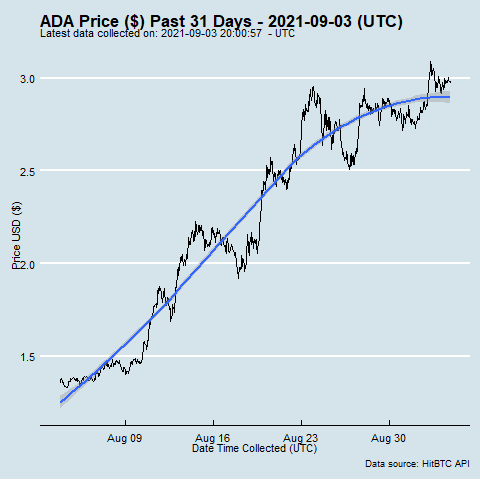 ADA Price ($) Past 31 Days - 2021-09-03 (UTC)
Latest data collected on: 2021-09-03 20:00:57 - UTC
3.0
2.5
2.0
1.5
Price USD ($)
Aug 09 Aug 16 Aug 23 Aug 30
Date Time Collected (UTC)
Data source: HitBTC API